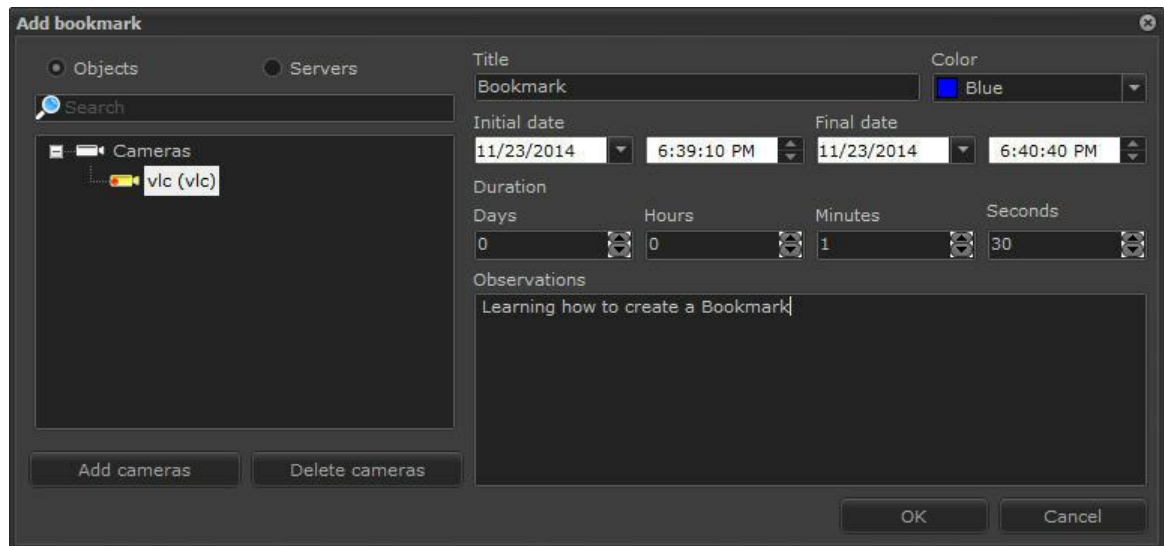 Add bookmark
Objects
Servers
Search
Cameras
vlc (vlc)
Add cameras
Delete cameras
Title
Color
Bookmark
Blue
Initial date
Final date
11/23/2014
6:39:10 PM
11/23/2014
6:40:40 PM
Duration
Days
Hours
Minutes
Seconds
0
0
1
30
Observations
Learning how to create a Bookmark
OK
Cancel